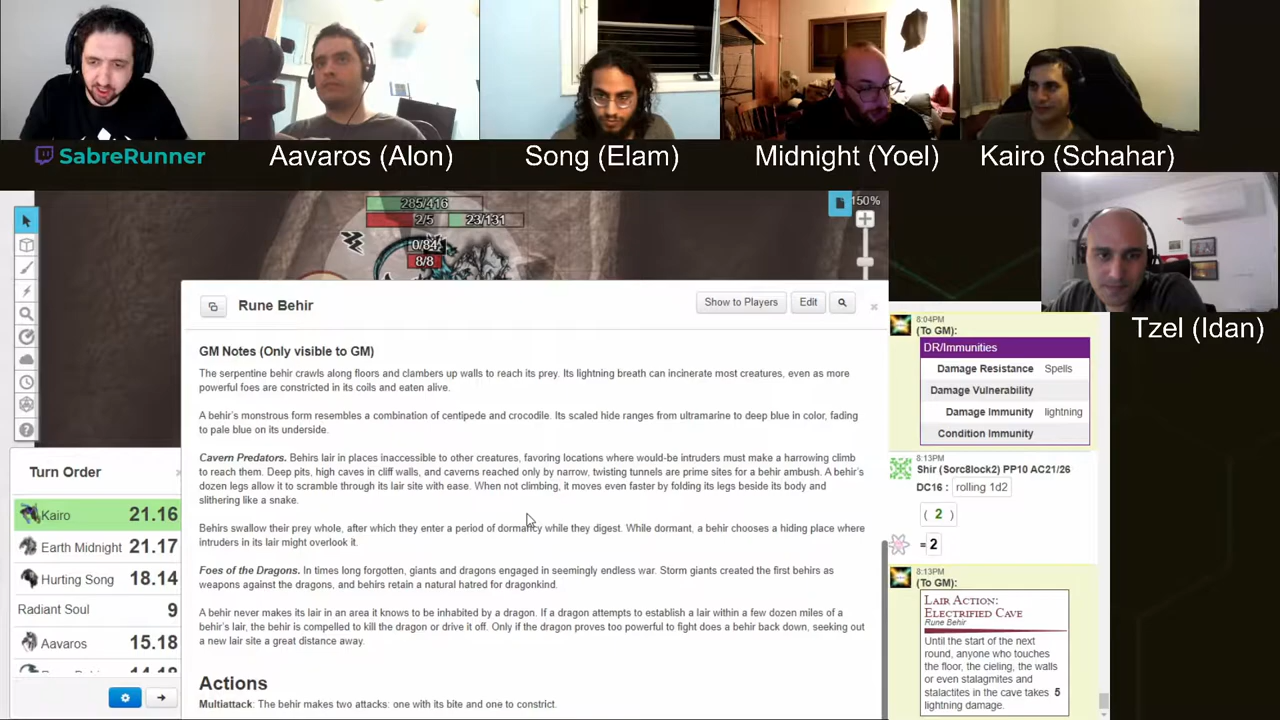 SabreRunner
Aavaros (Alon)
Song (Elam)
Midnight (Yoel)
Kairo (Schahar)
Tzel (Idan)
285/416
2/5
23/131
0/84
8/8
150%
Rune Behir
Show to Players
Edit
GM Notes (Only visible to GM)
The serpentine behir crawls along floors and clambers up walls to reach its prey. Its lightning breath can incinerate most creatures, even as more
powerful foes are constricted in its coils and eaten alive.
A behir's monstrous form resembles a combination of centipede and crocodile. Its scaled hide ranges from ultramarine to deep blue in color, fading
to pale blue on its underside.
Cavern Predators. Behirs lair in places inaccessible to other creatures, favoring locations where would-be intruders must make a harrowing climb
to reach them. Deep pits, high caves in cliff walls, and caverns reached only by narrow, twisting tunnels are prime sites for a behir ambush. A behir's
dozen legs allow it to scramble through its lair site with ease. When not climbing, it moves even faster by folding its legs beside its body and
slithering like a snake.
Behirs swallow their prey whole, after which they enter a period of dormancy while they digest. While dormant, a behir chooses a hiding place where
intruders in its lair might overlook it.
Foes of the Dragons. In times long forgotten, giants and dragons engaged in seemingly endless war. Storm giants created the first behirs as
weapons against the dragons, and behirs retain a natural hatred for dragonkind.
A behir never makes its lair in an area it knows to be inhabited by a dragon. If a dragon attempts to establish a lair within a few dozen miles of a
behir's lair, the behir is compelled to kill the dragon or drive it off. Only if the dragon proves too powerful to fight does a behir back down, seeking out
a new lair site a great distance away.
Actions
Multiattack: The behir makes two attacks: one with its bite and one to constrict.
Turn Order
Kairo 21.16
Earth Midnight 21.17
Hurting Song 18.14
Radiant Soul 9
Aavaros 15.18
8:04PM
(To GM):
DR/Immunities
Damage Resistance Spells
Damage Vulnerability
Damage Immunity lightning
Condition Immunity
8:13PM
Shir (Sorc8lock2) PP10 AC21/26
DC16: rolling 1d2
( 2 )
=2
8:13PM
(To GM):
Lair Action:
Electrified Cave
Rune Behir
Until the start of the next
round, anyone who touches
the floor, the cieling, the walls
or even stalagmites and
stalactites in the cave takes 5
lightning damage.